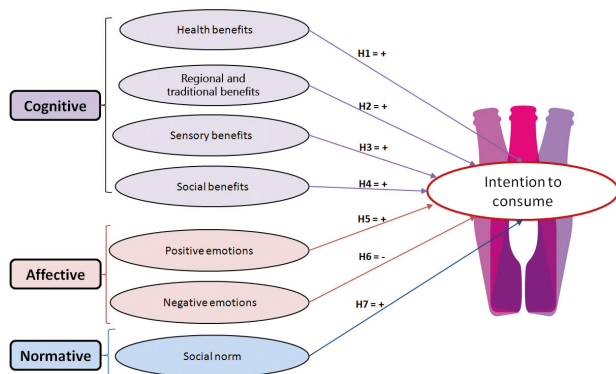 Health benefits
H1 = +
Regional and
traditional benefits
H2 = +
Cognitive
Sensory benefits
H3 = +
Social benefits
H4 = +
Intention to
consume
H5 = +
Positive emotions
H6 = -
Affective
Negative emotions
H7 = +
Normative
Social norm